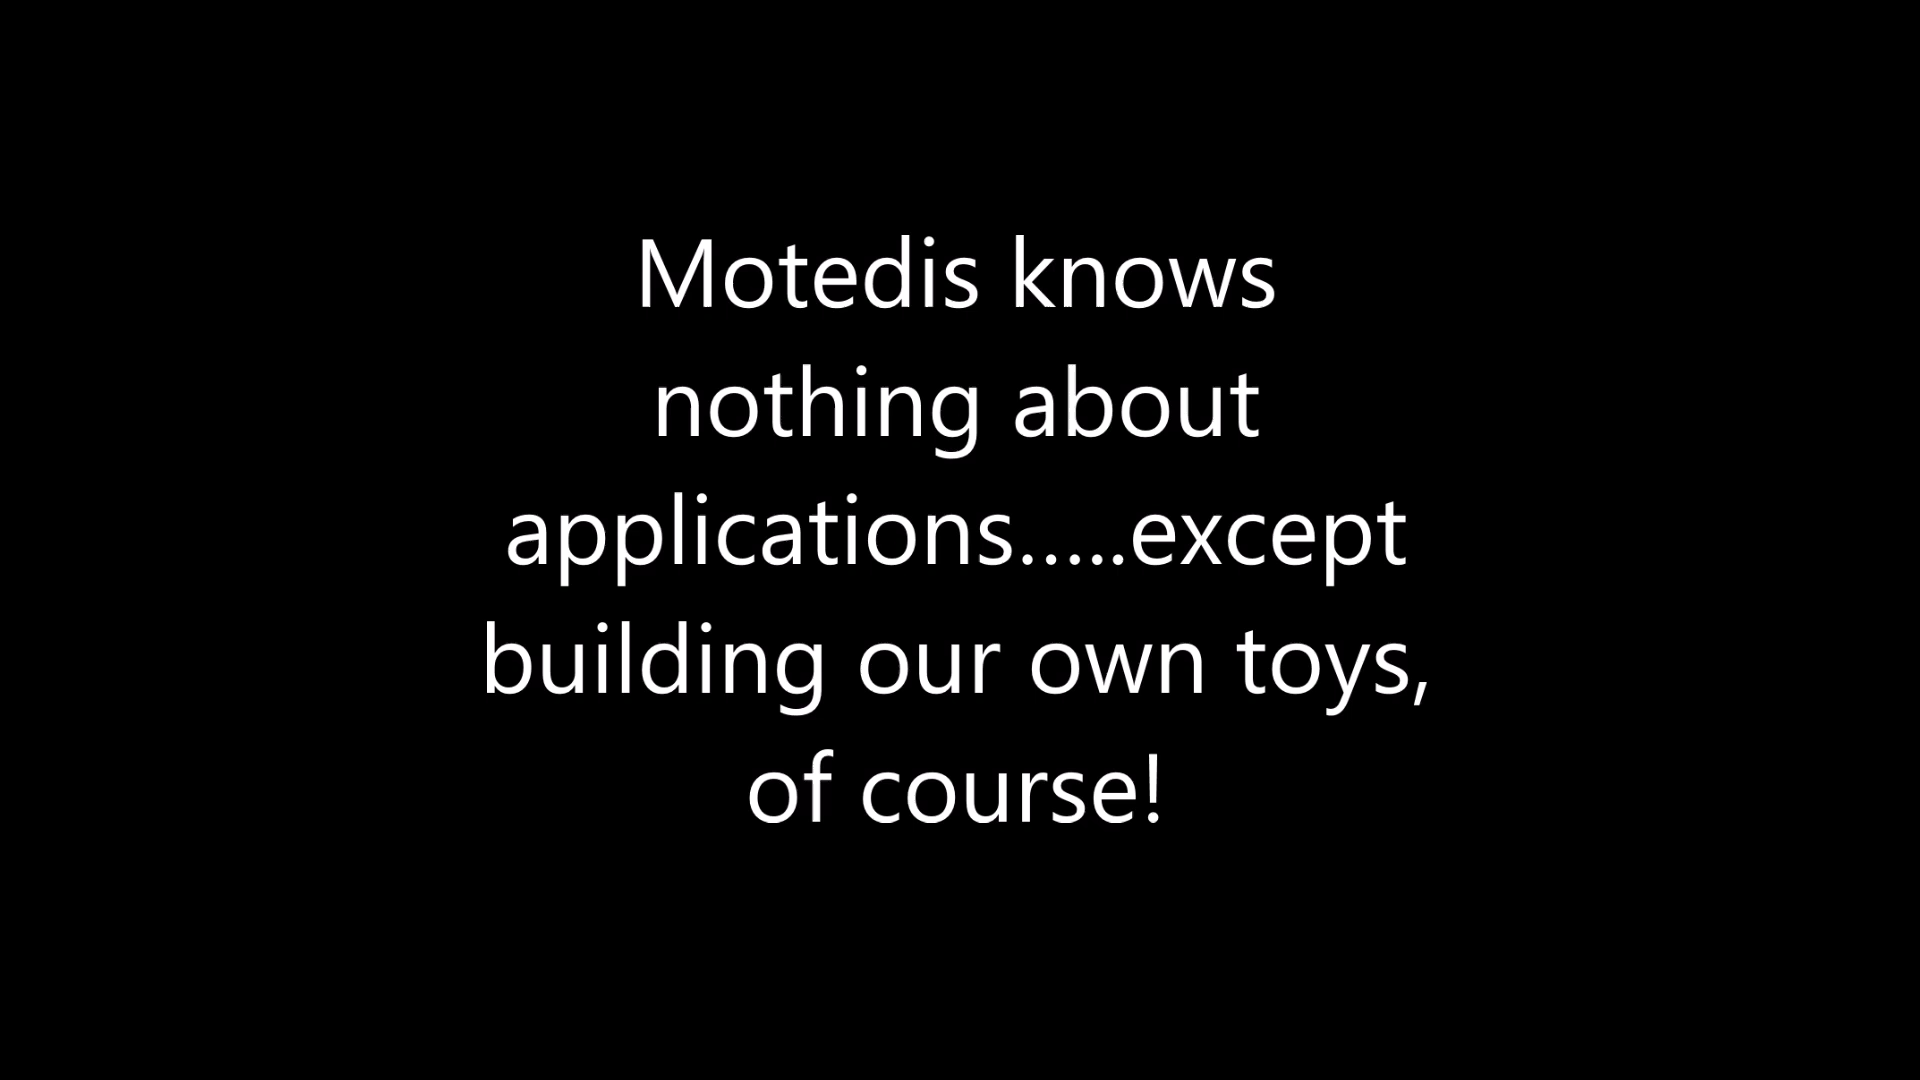 Motedis knows
nothing about
applications.....except
building our own toys,
of course!